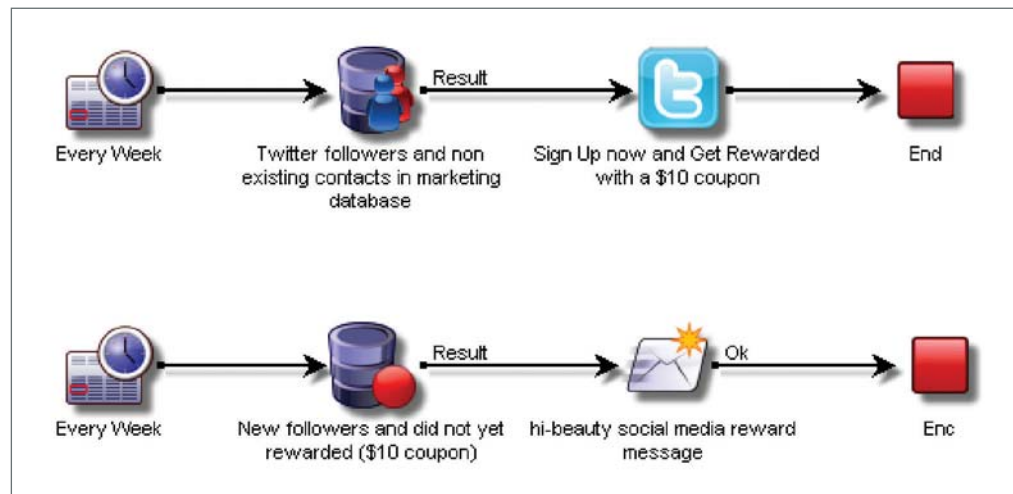 Result
Every Week
Twitter followers and non
existing contacts in marketing
database
Sign Up now and Get Rewarded
with a $10 coupon
End
Result
Ok
Every Week
New followers and did not yet
rewarded ($10 coupon)
hi-beauty social media reward
message
Enc